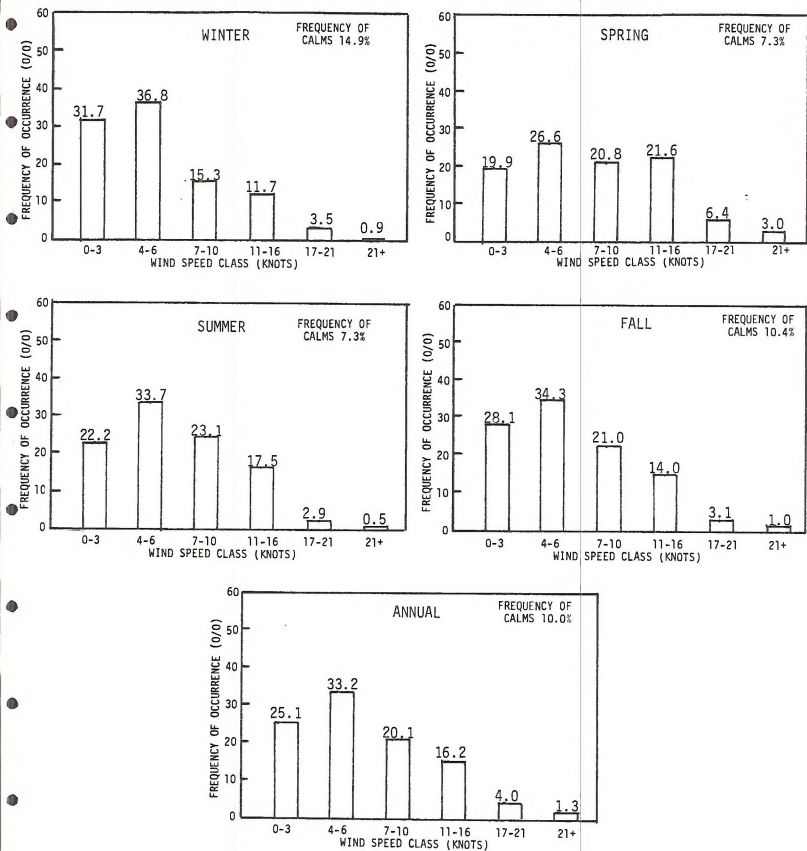 WINTER
FREQUENCY OF
CALMS 14.9%
FREQUENCY OF OCCURRENCE (0/0)
60
50
40
30
20
10
0
31.7
36.8
15.3
11.7
3.5
0.9
0-3 4-6 7-10 11-16 17-21 21+
WIND SPEED CLASS (KNOTS)
SPRING
FREQUENCY OF
CALMS 7.3%
FREQUENCY OF OCCURRENCE (0/0)
60
50
40
30
20
10
0
19.9
26.6
20.8
21.6
6.4
3.0
0-3 4-6 7-10 11-16 17-21 21+
WIND SPEED CLASS (KNOTS)
SUMMER
FREQUENCY OF
CALMS 7.3%
FREQUENCY OF OCCURRENCE (0/0)
60
50
40
30
20
10
0
22.2
33.7
23.1
17.5
2.9
0.5
0-3 4-6 7-10 11-16 17-21 21+
WIND SPEED CLASS (KNOTS)
FALL
FREQUENCY OF
CALMS 10.4%
FREQUENCY OF OCCURRENCE (0/0)
60
50
40
30
20
10
0
28.1
34.3
21.0
14.0
3.1
1.0
0-3 4-6 7-10 11-16 17-21 21+
WIND SPEED CLASS (KNOTS)
ANNUAL
FREQUENCY OF
CALMS 10.0%
FREQUENCY OF OCCURRENCE (0/0)
60
50
40
30
20
10
0
25.1
33.2
20.1
16.2
4.0
1.3
0-3 4-6 7-10 11-16 17-21 21+
WIND SPEED CLASS (KNOTS)